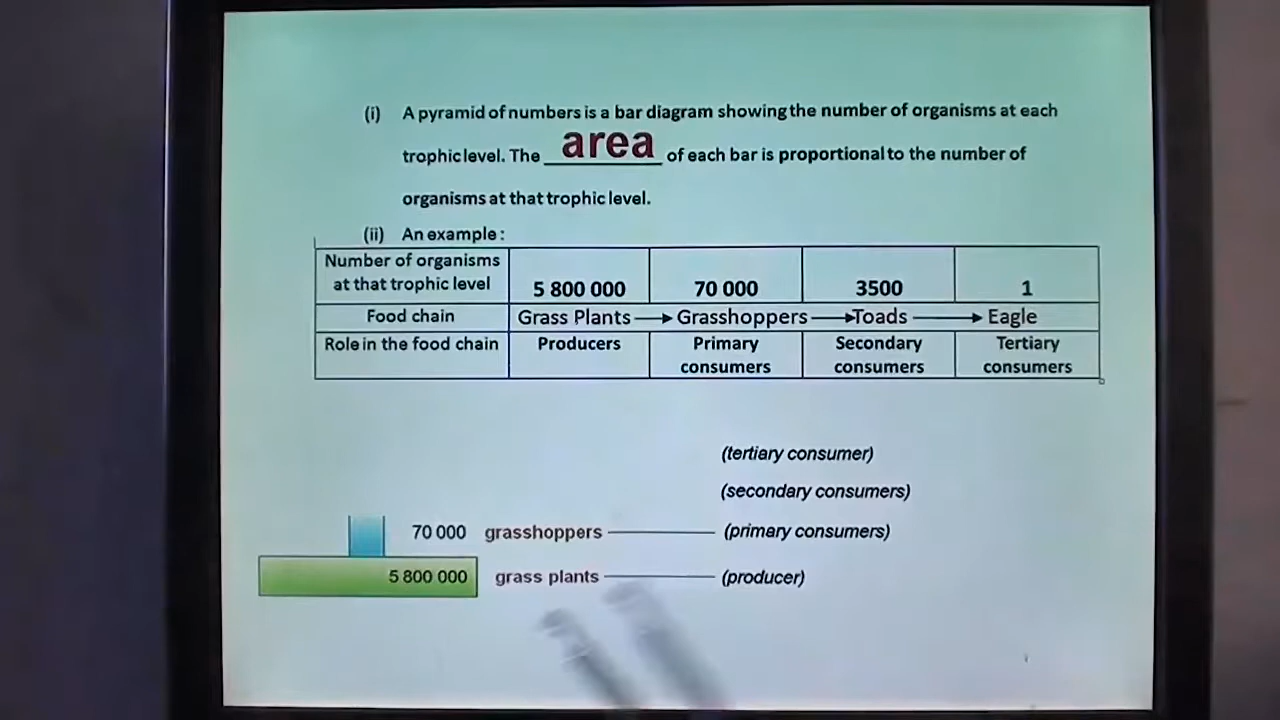 (i) A pyramid of numbers is a bar diagram showing the number of organisms at each
trophic level. The area of each bar is proportional to the number of
organisms at that trophic level.
(ii) An example:
Number of organisms at that trophic level 5 800 000 70 000 3500 1
Food chain Grass Plants Grasshoppers Toads Eagle
Role in the food chain Producers Primary consumers Secondary consumers Tertiary consumers
(tertiary consumer)
(secondary consumers)
70 000 grasshoppers (primary consumers)
5 800 000 grass plants (producer)